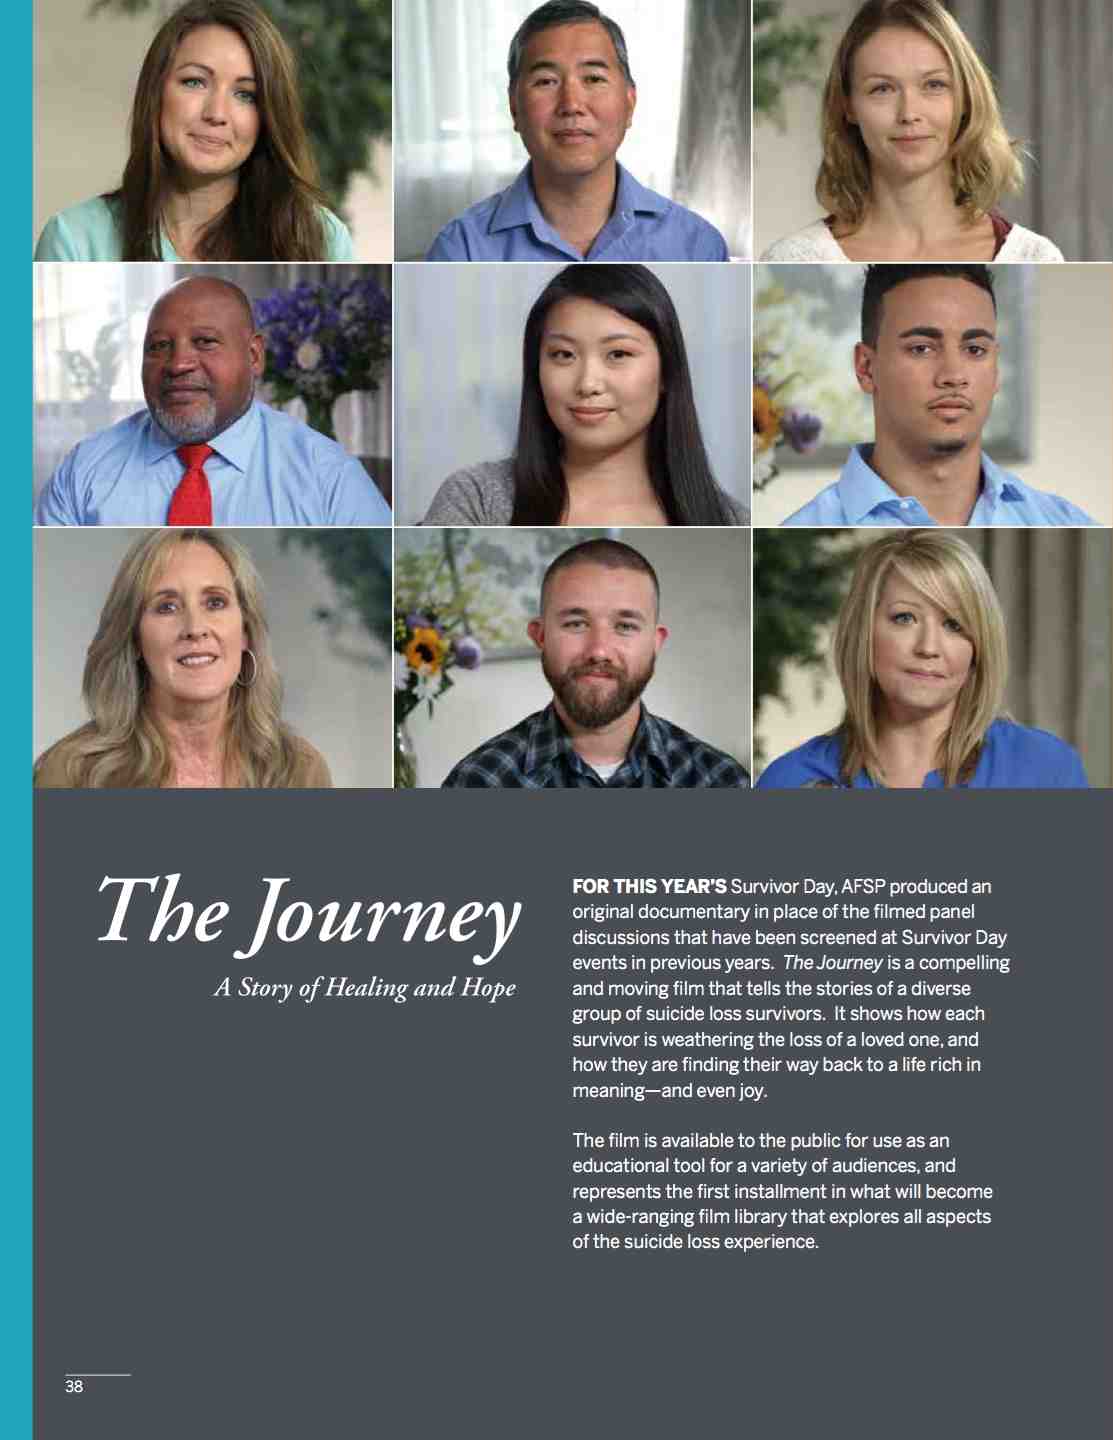 The Journey
A Story of Healing and Hope
FOR THIS YEAR'S Survivor Day, AFSP produced an
original documentary in place of the filmed panel
discussions that have been screened at Survivor Day
events in previous years.  The Journey is a compelling
and moving film that tells the stories of a diverse
group of suicide loss survivors.  It shows how each
survivor is weathering the loss of a loved one, and
how they are finding their way back to a life rich in
meaning—and even joy.
The film is available to the public for use as an
educational tool for a variety of audiences, and
represents the first installment in what will become
a wide-ranging film library that explores all aspects
of the suicide loss experience.
38